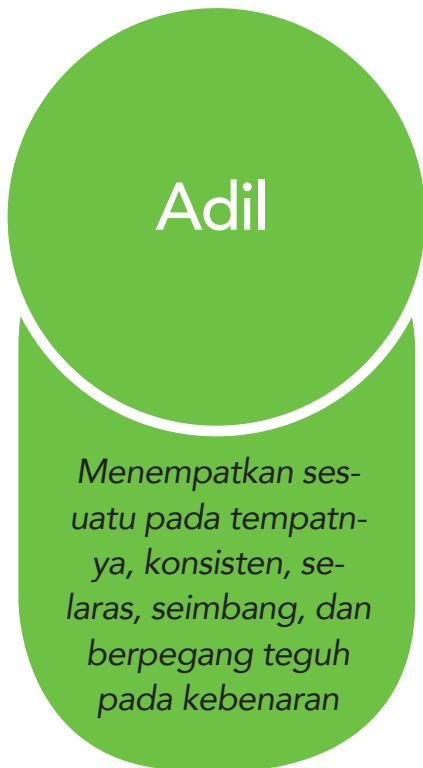 Adil
Menempatkan ses-
uatu pada tempatn-
ya, konsisten, se-
laras, seimbang, dan
berpegang teguh
pada kebenaran